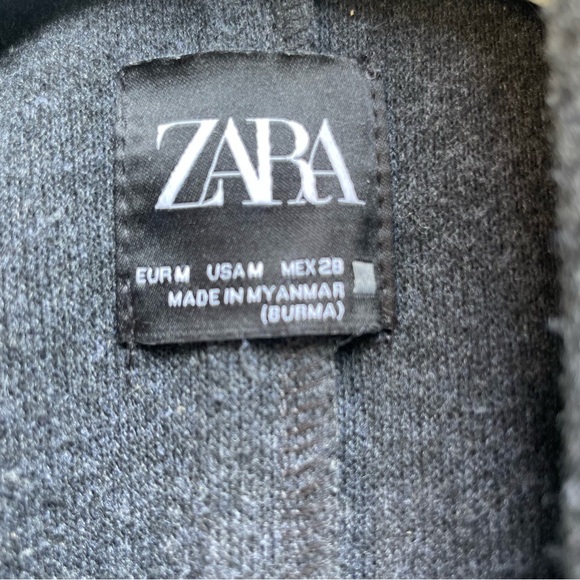 ZARA
EUR M USA M MEX 28
MADE IN MYANMAR
(BURMA)